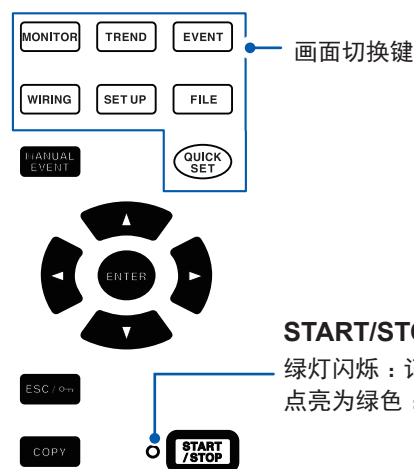 MONITOR TREND EVENT
画面切换键
WIRING SET UP FILE
MANUAL EVENT
QUICK SET
ENTER
START/STO
绿灯闪烁：
点亮为绿色：
ESC/
COPY
START /STOP